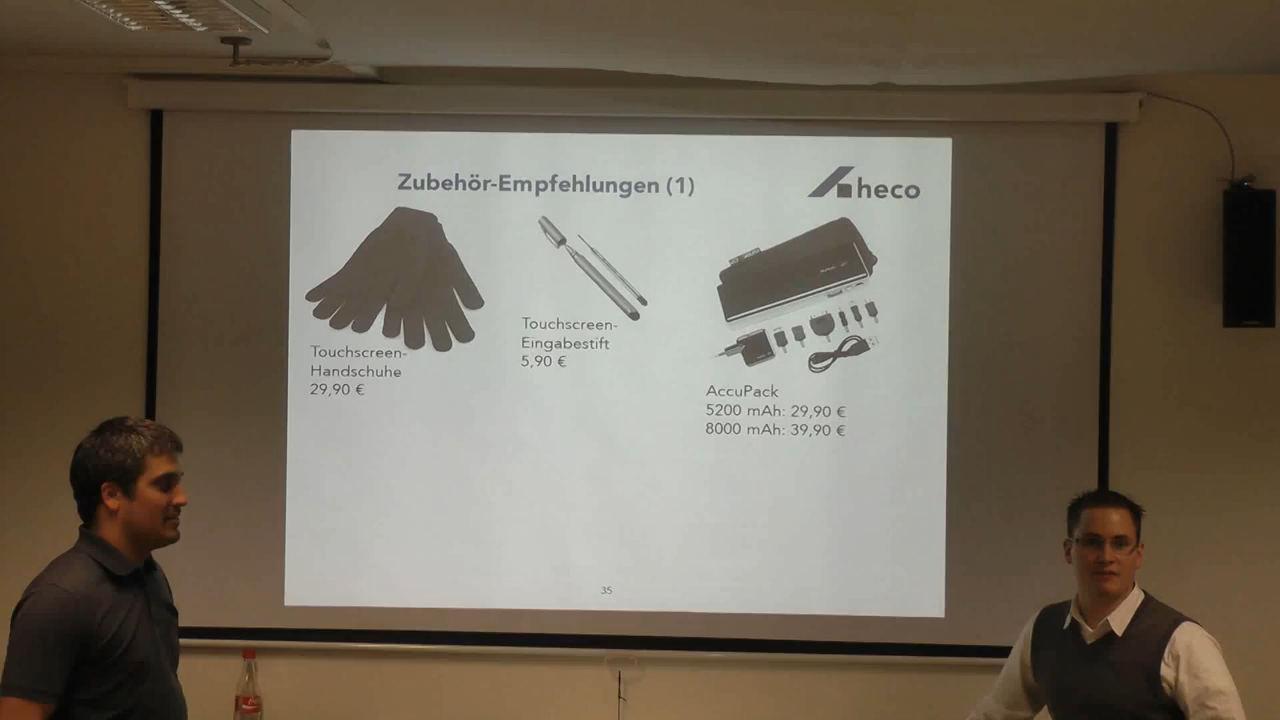 Zubehör-Empfehlungen (1)
heco
Touchscreen-
Handschuhe
29,90 €
Touchscreen-
Eingabestift
5,90 €
AccuPack
5200 mAh: 29,90 €
8000 mAh: 39,90 €
35